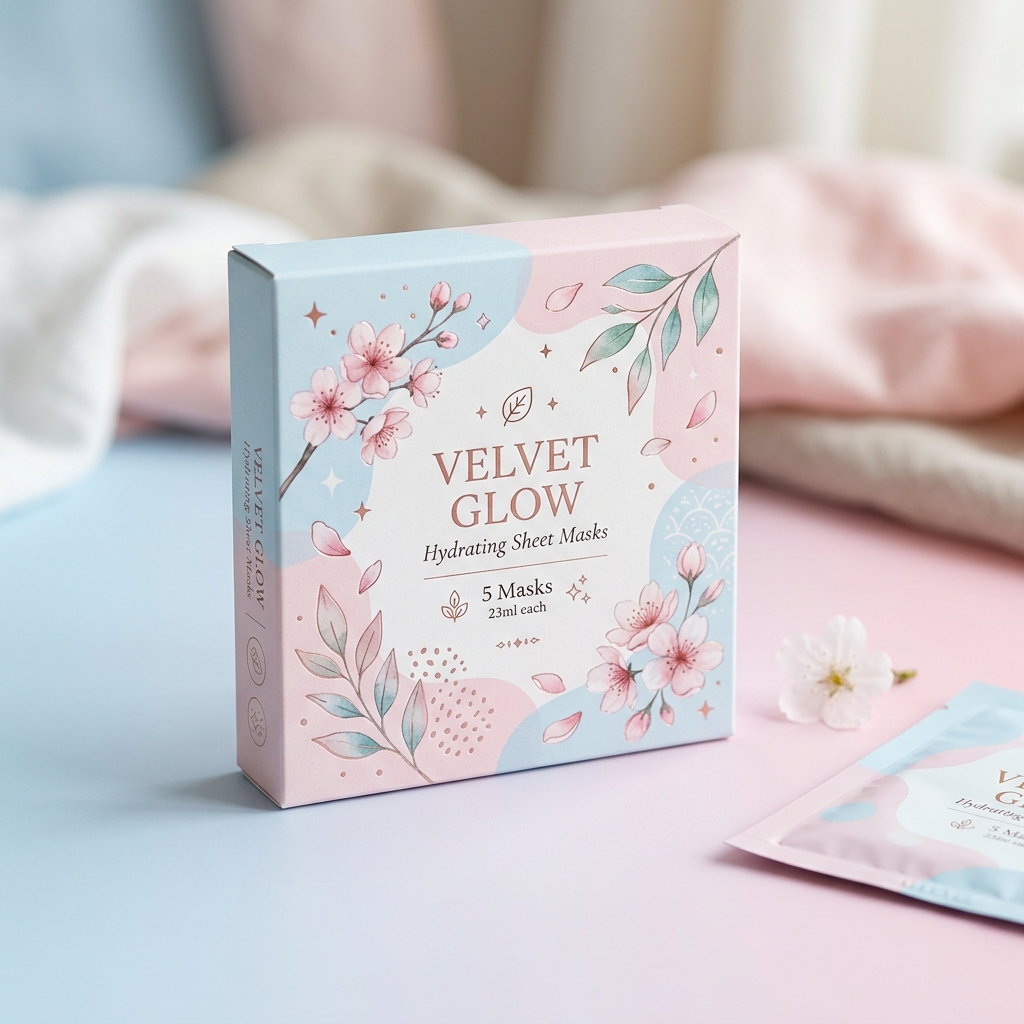 VELVET
GLOW
Hydrating Sheet Masks
5 Masks
23ml each
VELVET GLOW
Hydrating Sheet Masks